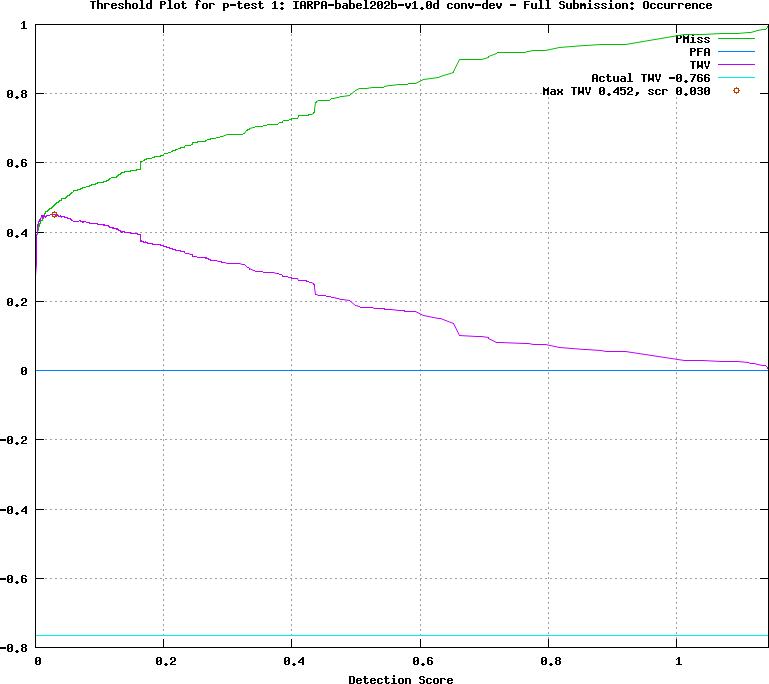 Threshold Plot for p-test 1: IARPA-babel202b-v1.0d conv-dev - Full Submission: Occurrence
PMiss
PFA
TWV
Actual TWV -0.766
Max TWV 0.452, scr 0.030
1
0.8
0.6
0.4
0.2
0
-0.2
-0.4
-0.6
-0.8
0 0.2 0.4 0.6 0.8 1
Detection Score